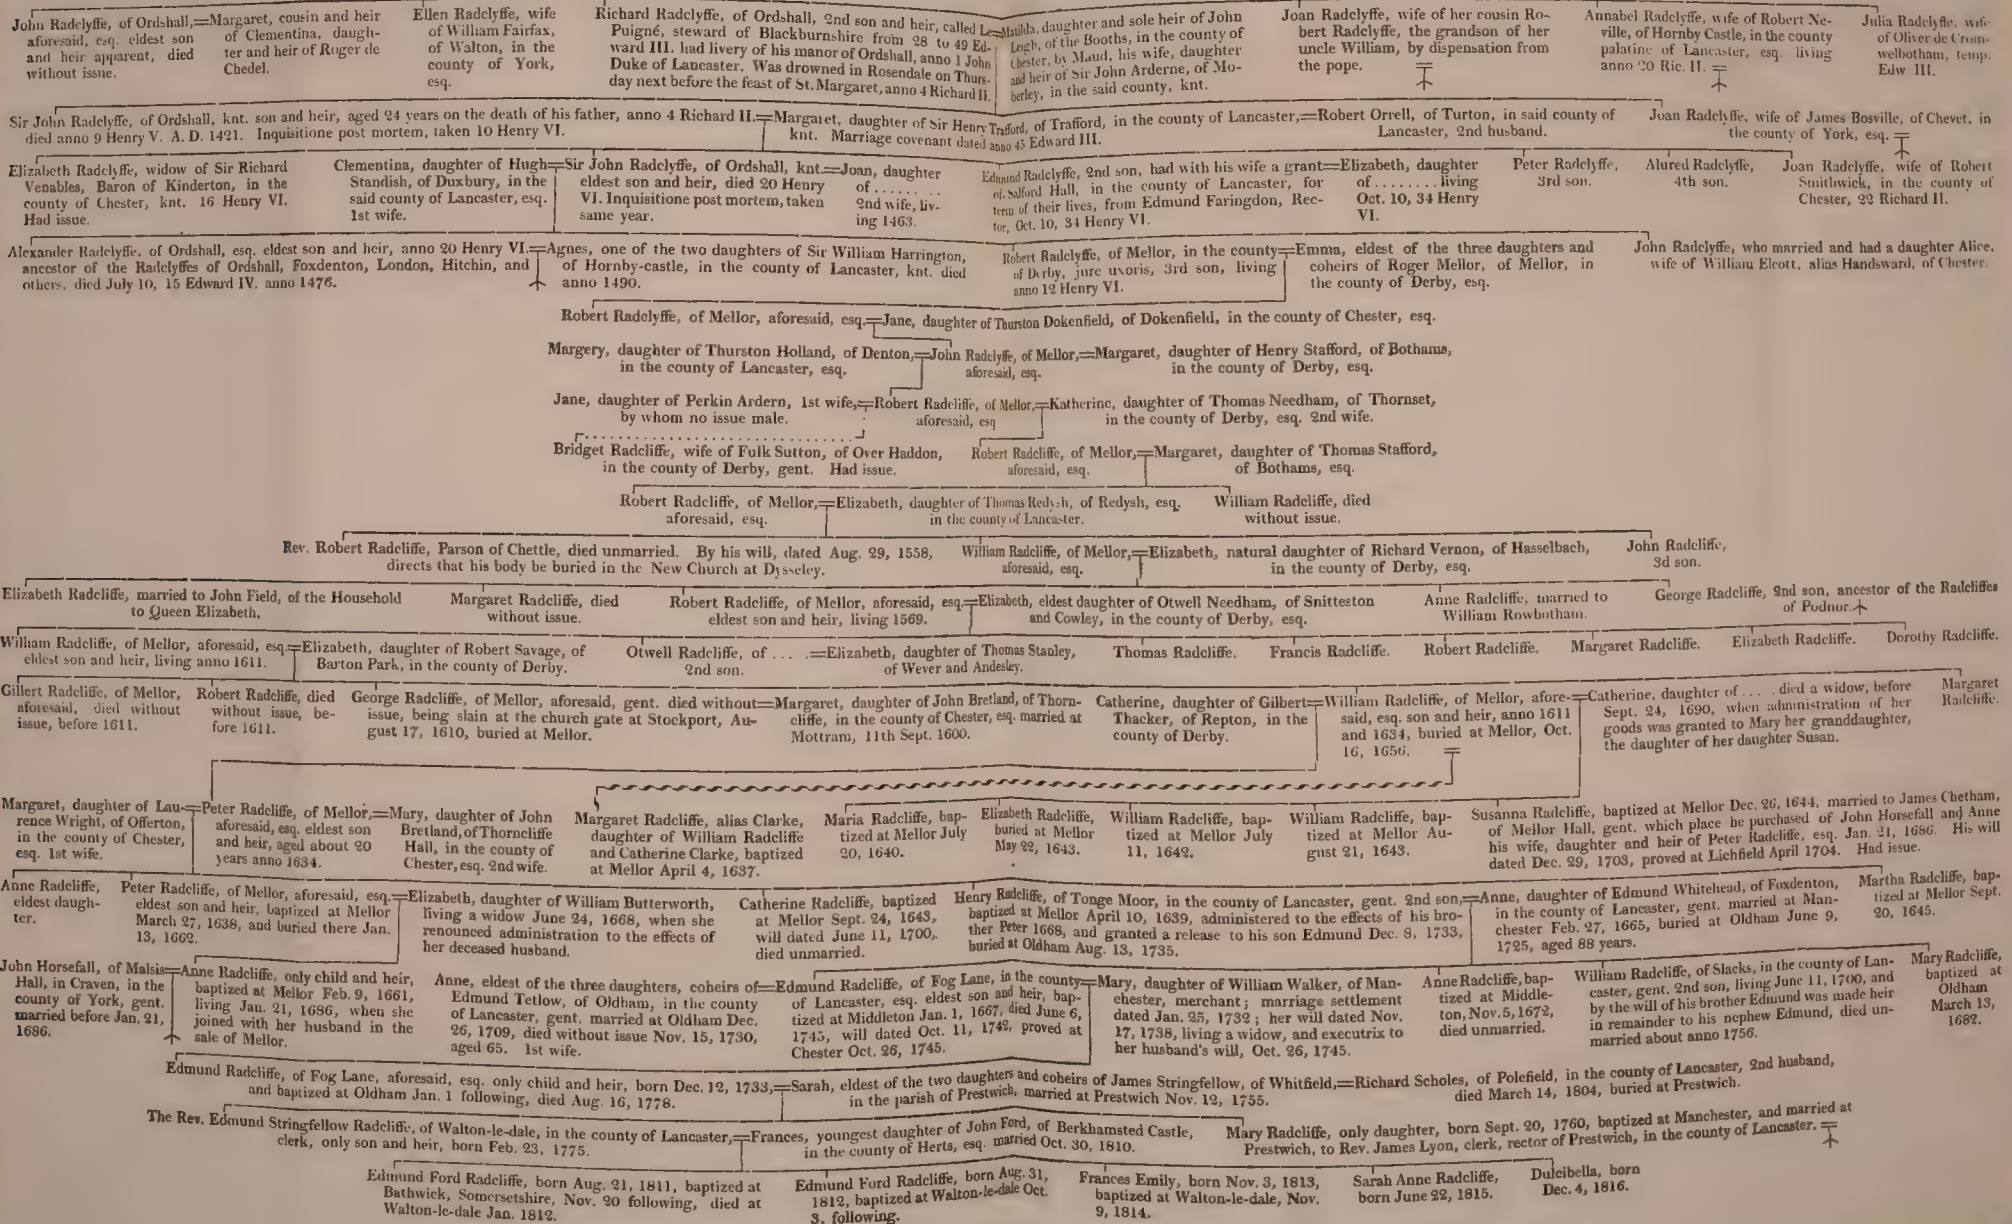 John Radclyffe, of Ordshall,
aforesaid, esq. eldest son
and heir apparent, died
without issue.
Margaret, cousin and heir
of Clementina, daugh-
ter and heir of Roger de
Chedel.
Ellen Radclyffe, wife
of William Fairfax,
of Walton, in the
county of York,
esq.
Richard Radclyffe, of Ordshall, 2nd son and heir, called Le
Puigné, steward of Blackburnshire from 28 to 49 Ed-
ward III. had livery of his manor of Ordshall, anno 1 John
Duke of Lancaster. Was drowned in Rosendale on Thurs-
day next before the feast of St. Margaret, anno 4 Richard II.
Matilda, daughter and sole heir of John
Leigh, of the Booths, in the county of
Chester, by Maud, his wife, daughter
and heir of Sir John Arderne, of Mo-
berley, in the said county, knt.
Joan Radclyffe, wife of her cousin Ro-
bert Radclyffe, the grandson of her
uncle William, by dispensation from
the pope.
Annabel Radclyffe, wife of Robert Ne-
ville, of Hornby Castle, in the county
palatine of Lancaster, esq. living
anno 20 Ric. II.
Julia Radclyffe, wife
of Oliver de Crom-
welbotham, temp.
Edw III.
Sir John Radclyffe, of Ordshall, knt. son and heir, aged 24 years on the death of his father, anno 4 Richard II.
died anno 9 Henry V. A. D. 1421. Inquisitione post mortem, taken 10 Henry VI.
Margaret, daughter of Sir Henry Trafford, of Trafford, in the county of Lancaster,
knt. Marriage covenant dated anno 45 Edward III.
Robert Orrell, of Turton, in said county of
Lancaster, 2nd husband.
Joan Radclyffe, wife of James Bosville, of Chevet, in
the county of York, esq.
Elizabeth Radclyffe, widow of Sir Richard
Venables, Baron of Kinderton, in the
county of Chester, knt. 16 Henry VI.
Had issue.
Clementina, daughter of Hugh
Standish, of Duxbury, in the
said county of Lancaster, esq.
1st wife.
Sir John Radclyffe, of Ordshall, knt.
eldest son and heir, died 20 Henry
VI. Inquisitione post mortem, taken
same year.
Joan, daughter
of ........
2nd wife, liv-
ing 1463.
Edmund Radclyffe, 2nd son, had with his wife a grant
of Salford Hall, in the county of Lancaster, for
term of their lives, from Edmund Faringdon, Rec-
tor, Oct. 10, 34 Henry VI.
Elizabeth, daughter
of ........ living
Oct. 10, 34 Henry
VI.
Peter Radclyffe,
3rd son.
Alured Radclyffe,
4th son.
Joan Radclyffe, wife of Robert
Smithwick, in the county of
Chester, 22 Richard II.
Alexander Radclyffe, of Ordshall, esq. eldest son and heir, anno 20 Henry VI.
ancestor of the Radclyffes of Ordshall, Foxdenton, London, Hitchin, and
others, died July 10, 15 Edward IV. anno 1476.
Agnes, one of the two daughters of Sir William Harrington,
of Hornby-castle, in the county of Lancaster, knt. died
anno 1490.
Robert Radclyffe, of Mellor, in the county
of Derby, jure uxoris, 3rd son, living
anno 12 Henry VI.
Emma, eldest of the three daughters and
coheirs of Roger Mellor, of Mellor, in
the county of Derby, esq.
John Radclyffe, who married and had a daughter Alice,
wife of William Elcott, alias Handsward, of Chester.
Robert Radclyffe, of Mellor, aforesaid, esq.
Jane, daughter of Thurston Dokenfield, of Dokenfield, in the county of Chester, esq.
Margery, daughter of Thurston Holland, of Denton,
in the county of Lancaster, esq.
John Radclyffe, of Mellor,
aforesaid, esq.
Margaret, daughter of Henry Stafford, of Bothams,
in the county of Derby, esq.
Jane, daughter of Perkin Ardern, 1st wife,
by whom no issue male.
Robert Radcliffe, of Mellor,
aforesaid, esq
Katherine, daughter of Thomas Needham, of Thornset,
in the county of Derby, esq. 2nd wife.
Bridget Radcliffe, wife of Fulk Sutton, of Over Haddon,
in the county of Derby, gent. Had issue.
Robert Radcliffe, of Mellor,
aforesaid, esq.
Margaret, daughter of Thomas Stafford,
of Bothams, esq.
Robert Radcliffe, of Mellor,
aforesaid, esq.
Elizabeth, daughter of Thomas Redysh, of Redysh, esq.
in the county of Lancaster.
William Radcliffe, died
without issue.
Rev. Robert Radcliffe, Parson of Chettle, died unmarried. By his will, dated Aug. 29, 1558,
directs that his body be buried in the New Church at Dysseley.
William Radcliffe, of Mellor,
aforesaid, esq.
Elizabeth, natural daughter of Richard Vernon, of Hasselbach,
in the county of Derby, esq.
John Radcliffe,
3d son.
Elizabeth Radcliffe, married to John Field, of the Household
to Queen Elizabeth.
Margaret Radcliffe, died
without issue.
Robert Radcliffe, of Mellor, aforesaid, esq.
eldest son and heir, living 1569.
Elizabeth, eldest daughter of Otwell Needham, of Snitteston
and Cowley, in the county of Derby, esq.
Anne Radcliffe, married to
William Rowbotham.
George Radcliffe, 2nd son, ancestor of the Radcliffes
of Podnor.
William Radcliffe, of Mellor, aforesaid, esq.
eldest son and heir, living anno 1611.
Elizabeth, daughter of Robert Savage, of
Barton Park, in the county of Derby.
Otwell Radcliffe, of ... .
2nd son.
Elizabeth, daughter of Thomas Stanley,
of Wever and Andesley.
Thomas Radcliffe.
Francis Radcliffe.
Robert Radcliffe.
Margaret Radcliffe.
Elizabeth Radcliffe.
Dorothy Radcliffe.
Gillert Radcliffe, of Mellor,
aforesaid, died without
issue, before 1611.
Robert Radcliffe, died
without issue, be-
fore 1611.
George Radcliffe, of Mellor, aforesaid, gent. died without
issue, being slain at the church gate at Stockport, Au-
gust 17, 1610, buried at Mellor.
Margaret, daughter of John Bretland, of Thorn-
cliffe, in the county of Chester, esq. married at
Mottram, 11th Sept. 1600.
Catherine, daughter of Gilbert
Thacker, of Repton, in the
county of Derby.
William Radcliffe, of Mellor, afore-
said, esq. son and heir, anno 1611
and 1634, buried at Mellor, Oct.
16, 1656.
Catherine, daughter of ... . died a widow, before
Sept. 24, 1690, when administration of her
goods was granted to Mary her granddaughter,
the daughter of her daughter Susan.
Margaret
Radcliffe.
Margaret, daughter of Lau-
rence Wright, of Offerton,
in the county of Chester,
esq. 1st wife.
Peter Radcliffe, of Mellor,
aforesaid, esq. eldest son
and heir, aged about 20
years anno 1634.
Mary, daughter of John
Bretland, of Thorncliffe
Hall, in the county of
Chester, esq. 2nd wife.
Margaret Radcliffe, alias Clarke,
daughter of William Radcliffe
and Catherine Clarke, baptized
at Mellor April 4, 1637.
Maria Radcliffe, bap-
tized at Mellor July
20, 1640.
Elizabeth Radcliffe,
buried at Mellor
May 22, 1643.
William Radcliffe, bap-
tized at Mellor July
11, 1642.
William Radcliffe, bap-
tized at Mellor Au-
gust 21, 1643.
Susanna Radcliffe, baptized at Mellor Dec. 26, 1644, married to James Chetham,
of Mellor Hall, gent. which place he purchased of John Horsefall and Anne
his wife, daughter and heir of Peter Radcliffe, esq. Jan. 21, 1686. His will
dated Dec. 29, 1703, proved at Lichfield April 1704. Had issue.
Anne Radcliffe,
eldest daugh-
ter.
Peter Radcliffe, of Mellor, aforesaid, esq.
eldest son and heir, baptized at Mellor
March 27, 1638, and buried there Jan.
13, 1662.
Elizabeth, daughter of William Butterworth,
living a widow June 24, 1668, when she
renounced administration to the effects of
her deceased husband.
Catherine Radcliffe, baptized
at Mellor Sept. 24, 1643,
will dated June 11, 1700,
died unmarried.
Henry Radcliffe, of Tonge Moor, in the county of Lancaster, gent. 2nd son,
baptized at Mellor April 10, 1639, administered to the effects of his bro-
ther Peter 1668, and granted a release to his son Edmund Dec. 8, 1733,
buried at Oldham Aug. 13, 1735.
Anne, daughter of Edmund Whitehead, of Foxdenton,
in the county of Lancaster, gent. married at Man-
chester Feb. 27, 1665, buried at Oldham June 9,
1725, aged 88 years.
Martha Radcliffe, bap-
tized at Mellor Sept.
20, 1645.
John Horsefall, of Malsis
Hall, in Craven, in the
county of York, gent.
married before Jan. 21,
1686.
Anne Radcliffe, only child and heir,
baptized at Mellor Feb. 9, 1661,
living Jan. 21, 1686, when she
joined with her husband in the
sale of Mellor.
Anne, eldest of the three daughters, coheirs of
Edmund Tetlow, of Oldham, in the county
of Lancaster, gent. married at Oldham Dec.
26, 1709, died without issue Nov. 15, 1730,
aged 65. 1st wife.
Edmund Radcliffe, of Fog Lane, in the county
of Lancaster, esq. eldest son and heir, bap-
tized at Middleton Jan. 1, 1667, died June 6,
1745, will dated Oct. 11, 1742, proved at
Chester Oct. 26, 1745.
Mary, daughter of William Walker, of Man-
chester, merchant; marriage settlement
dated Jan. 25, 1732; her will dated Nov.
17, 1738, living a widow, and executrix to
her husband's will, Oct. 26, 1745.
Anne Radcliffe, bap-
tized at Middle-
ton, Nov. 5, 1672,
died unmarried.
William Radcliffe, of Slacks, in the county of Lan-
caster, gent. 2nd son, living June 11, 1700, and
by the will of his brother Edmund was made heir
in remainder to his nephew Edmund, died un-
married about anno 1756.
Mary Radcliffe,
baptized at
Oldham
March 13,
1682.
Edmund Radcliffe, of Fog Lane, aforesaid, esq. only child and heir, born Dec. 12, 1733,
and baptized at Oldham Jan. 1 following, died Aug. 16, 1778.
Sarah, eldest of the two daughters and coheirs of James Stringfellow, of Whitfield,
in the parish of Prestwich, married at Prestwich Nov. 12, 1755.
Richard Scholes, of Polefield, in the county of Lancaster, 2nd husband,
died March 14, 1804, buried at Prestwich.
The Rev. Edmund Stringfellow Radcliffe, of Walton-le-dale, in the county of Lancaster,
clerk, only son and heir, born Feb. 23, 1775.
Frances, youngest daughter of John Ford, of Berkhamsted Castle,
in the county of Herts, esq. married Oct. 30, 1810.
Mary Radcliffe, only daughter, born Sept. 20, 1760, baptized at Manchester, and married at
Prestwich, to Rev. James Lyon, clerk, rector of Prestwich, in the county of Lancaster.
Edmund Ford Radcliffe, born Aug. 21, 1811, baptized at
Bathwick, Somersetshire, Nov. 20 following, died at
Walton-le-dale Jan. 1812.
Edmund Ford Radcliffe, born Aug. 31,
1812, baptized at Walton-le-dale Oct.
3, following.
Frances Emily, born Nov. 3, 1813,
baptized at Walton-le-dale, Nov.
9, 1814.
Sarah Anne Radcliffe,
born June 22, 1815.
Dulcibella, born
Dec. 4, 1816.